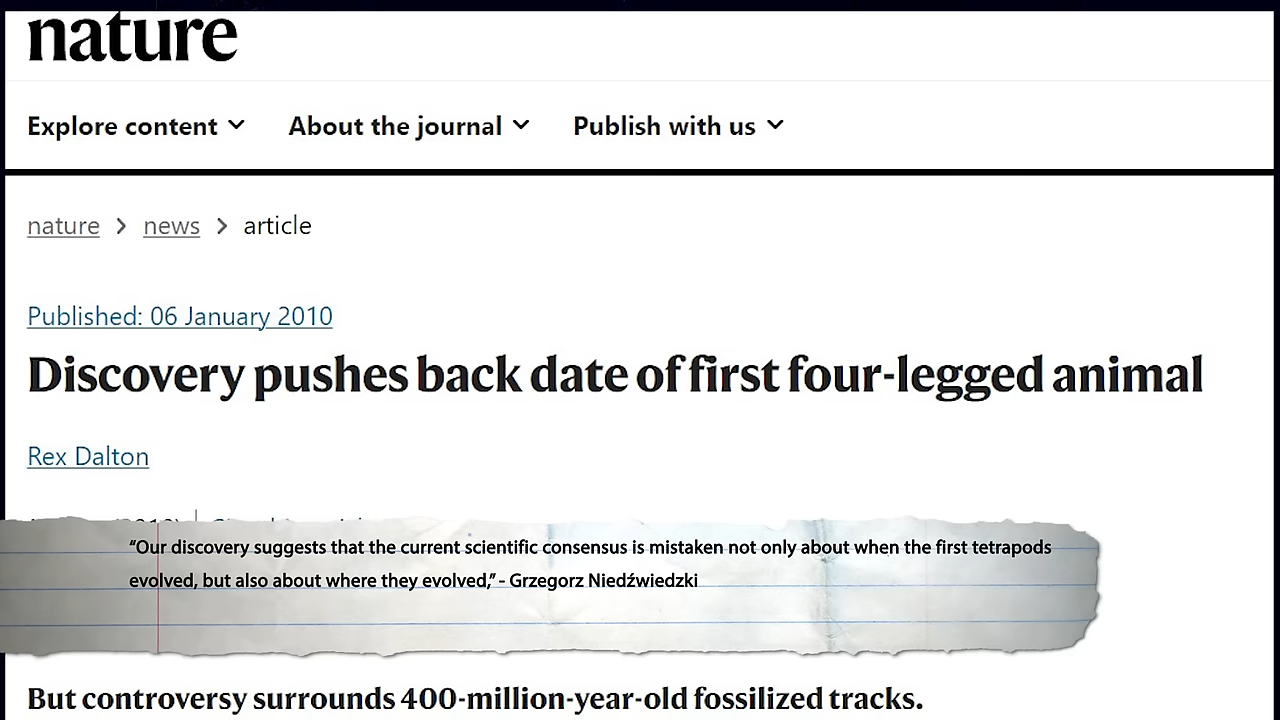 nature
Explore content
About the journal
Publish with us
nature > news > article
Published: 06 January 2010
Discovery pushes back date of first four-legged animal
Rex Dalton
“Our discovery suggests that the current scientific consensus is mistaken not only about when the first tetrapods
evolved, but also about where they evolved,” - Grzegorz Niedźwiedzki
But controversy surrounds 400-million-year-old fossilized tracks.